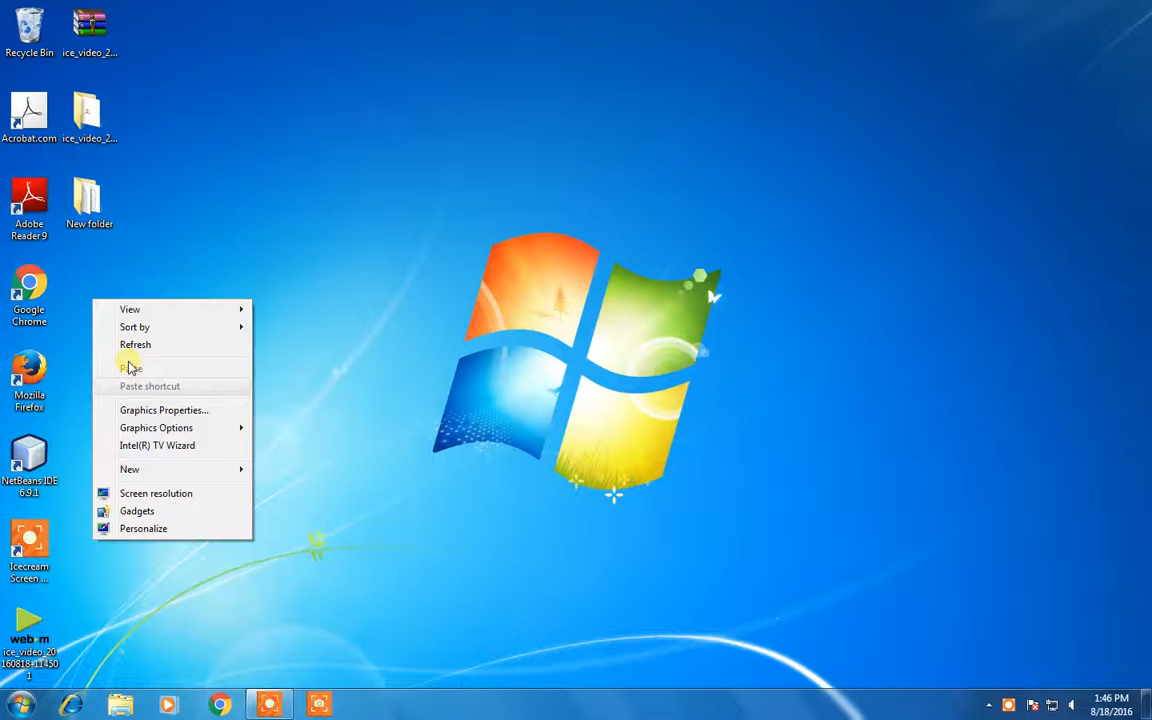 Recycle Bin
ice_video_2...
Acrobat.com
ice_video_2...
Adobe
Reader 9
New folder
Google
Chrome
Mozilla
Firefox
NetBeans IDE
6.9.1
Icecream
Screen ...
webm
ice_video_20
160818-11450
1
View
Sort by
Refresh
Paste shortcut
Graphics Properties...
Graphics Options
Intel(R) TV Wizard
New
Screen resolution
Gadgets
Personalize
1:46 PM
8/18/2016